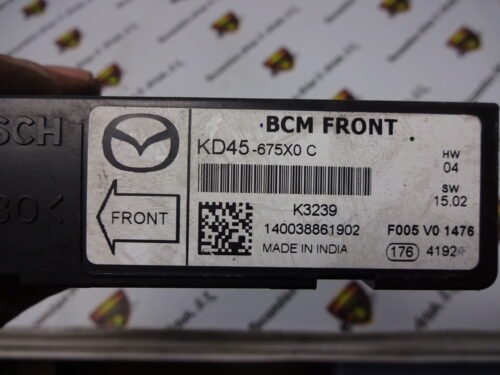 SCH
30<
BCM FRONT
KD45-675X0 C
HW
04
SW
15.02
K3239
140038861902
F005 V0 1476
MADE IN INDIA
176 4192
FRONT